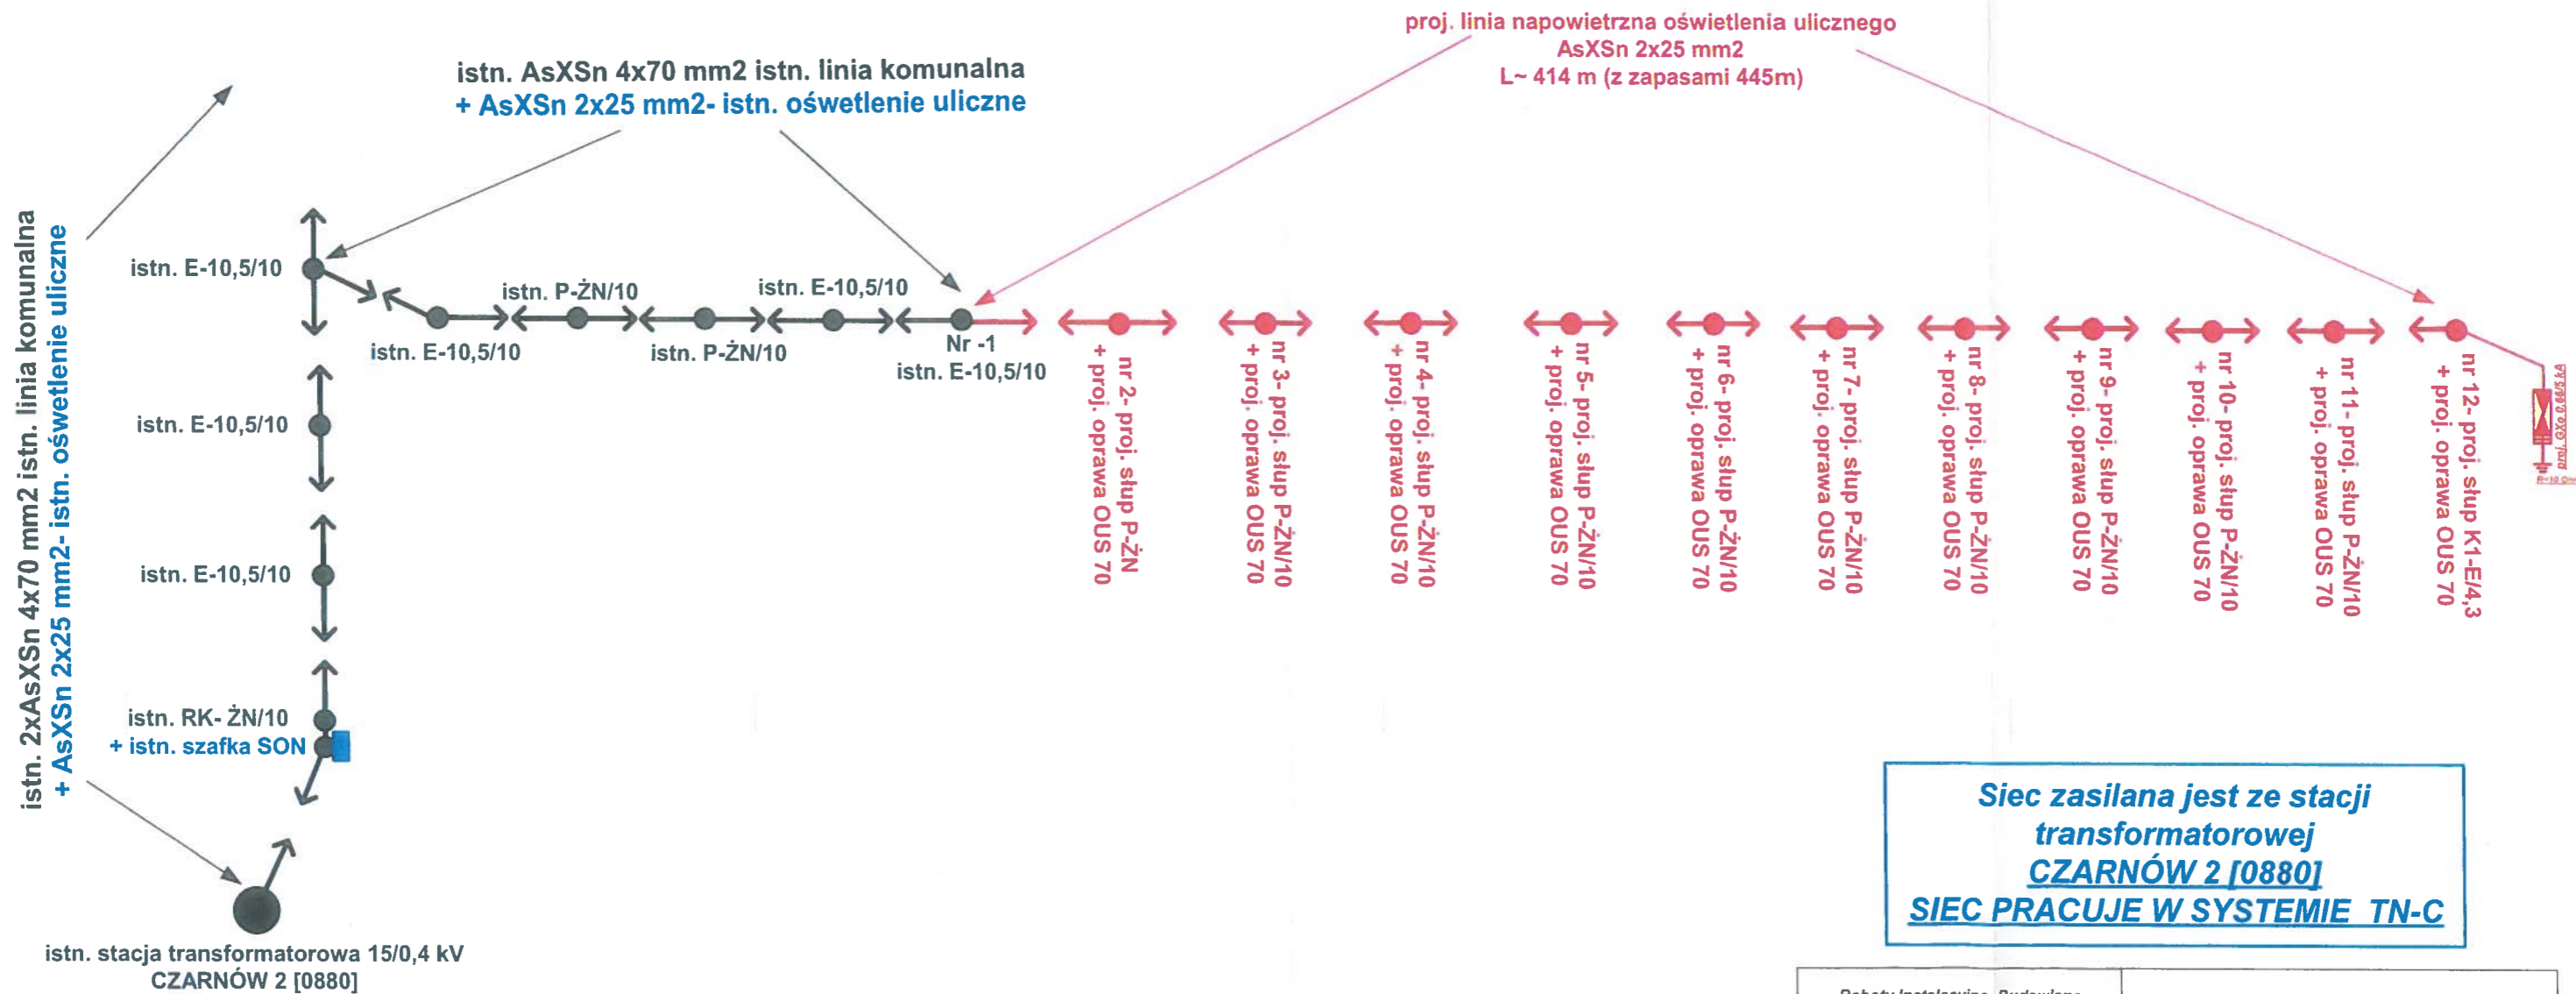 proj. linia napowietrzna oświetlenia ulicznego
AsXSn 2x25 mm2
L~ 414 m (z zapasami 445m)
istn. AsXSn 4x70 mm2 istn. linia komunalna
+ AsXSn 2x25 mm2- istn. ośwetlenie uliczne
istn. 2xAsXSn 4x70 mm2 istn. linia komunalna
+ AsXSn 2x25 mm2- istn. ośwetlenie uliczne
istn. E-10,5/10
istn. E-10,5/10
istn. P-ŻN/10
istn. P-ŻN/10
istn. E-10,5/10
Nr -1
istn. E-10,5/10
istn. E-10,5/10
istn. E-10,5/10
istn. RK- ŻN/10
+ istn. szafka SON
istn. stacja transformatorowa 15/0,4 kV
CZARNÓW 2 [0880]
nr 2- proj. słup P-ŻN
+ proj. oprawa OUS 70
nr 3- proj. słup P-ŻN/10
+ proj. oprawa OUS 70
nr 4- proj. słup P-ŻN/10
+ proj. oprawa OUS 70
nr 5- proj. słup P-ŻN/10
+ proj. oprawa OUS 70
nr 6- proj. słup P-ŻN/10
+ proj. oprawa OUS 70
nr 7- proj. słup P-ŻN/10
+ proj. oprawa OUS 70
nr 8- proj. słup P-ŻN/10
+ proj. oprawa OUS 70
nr 9- proj. słup P-ŻN/10
+ proj. oprawa OUS 70
nr 10- proj. słup P-ŻN/10
+ proj. oprawa OUS 70
nr 11- proj. słup P-ŻN/10
+ proj. oprawa OUS 70
nr 12- proj. słup K1-E/4,3
+ proj. oprawa OUS 70
proj. GXo 0,66/5 kA
Siec zasilana jest ze stacji
transformatorowej
CZARNÓW 2 [0880]
SIEC PRACUJE W SYSTEMIE TN-C